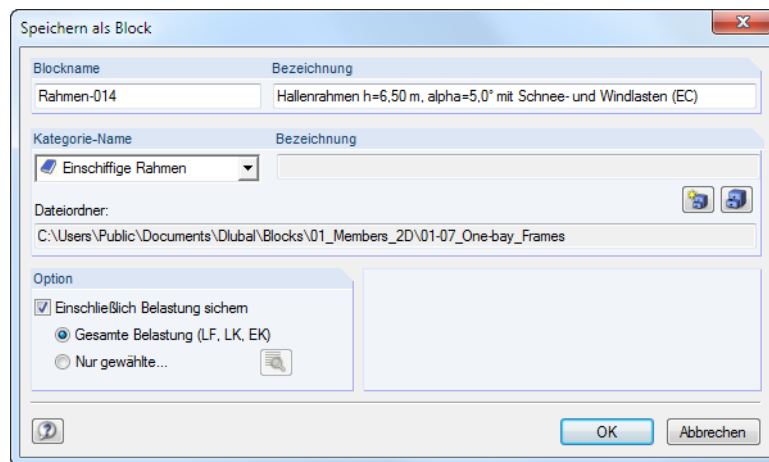 Speichern als Block
Blockname
Bezeichnung
Rahmen-014
Hallenrahmen h=6,50 m, alpha=5,0° mit Schnee- und Windlasten (EC)
Kategorie-Name
Bezeichnung
Einschiffige Rahmen
Dateiordner:
C:\Users\Public\Documents\Dlubal\Blocks\01_Members_2D\01-07_One-bay_Frames
Option
Einschließlich Belastung sichern
Gesamte Belastung (LF, LK, EK)
Nur gewählte...
OK
Abbrechen